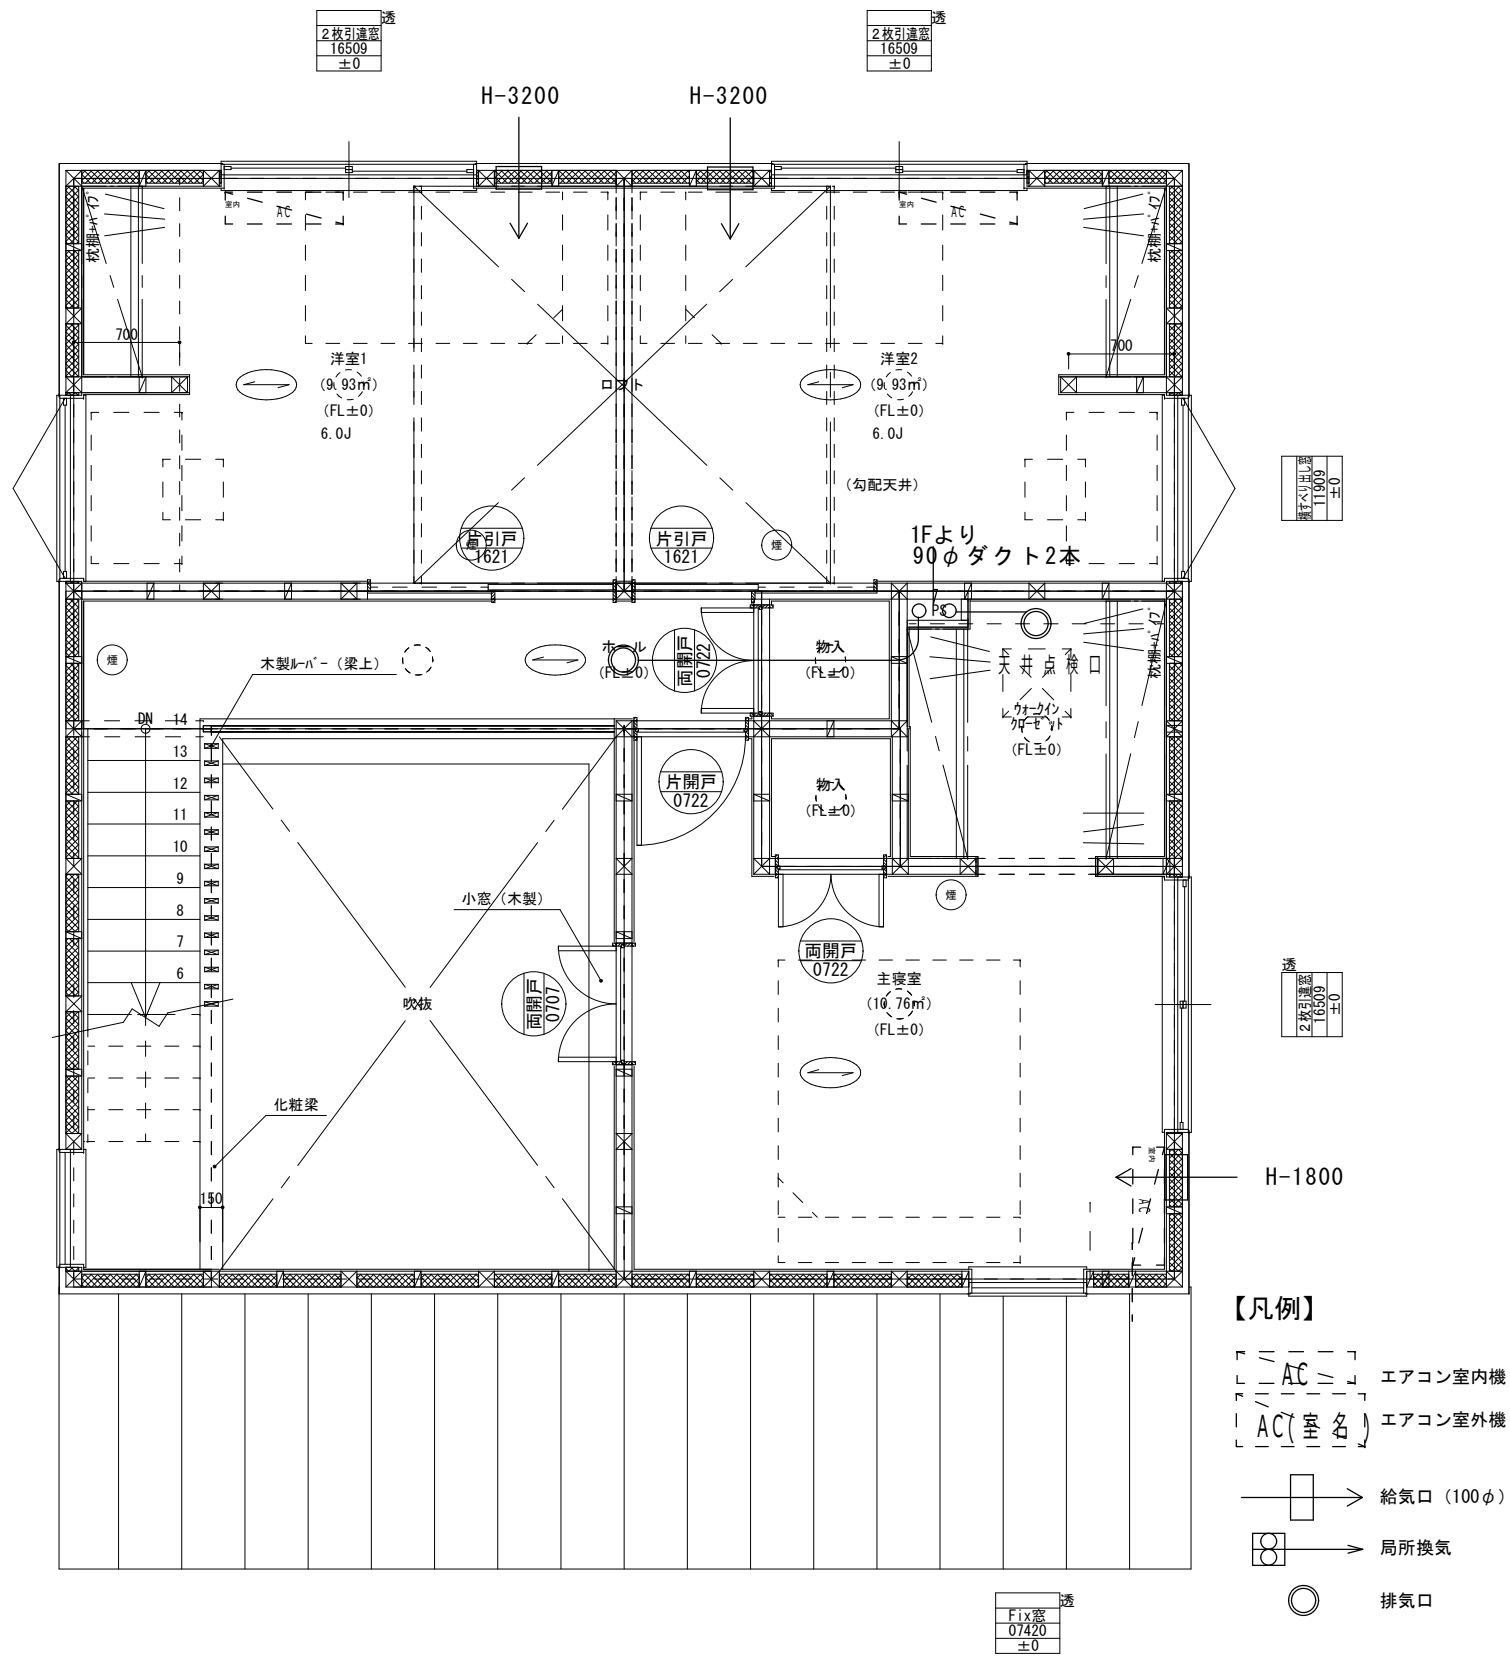 透
2枚引違窓
16509
±0
透
2枚引違窓
16509
±0
H-3200
H-3200
枕棚+ﾊﾟｲﾌﾟ
室内
AC
室内
AC
枕棚+ﾊﾟｲﾌﾟ
700
700
洋室1
(9.93㎡)
(FL±0)
6.0J
ロフト
洋室2
(9.93㎡)
(FL±0)
6.0J
(勾配天井)
横すべり出し窓
11909
±0
片引戸
1621
煙
片引戸
1621
煙
1Fより
90φダクト2本
PS
煙
木製ﾙｰﾊﾞｰ(梁上)
ホール
(FL±0)
両開戸
0722
物入
(FL±0)
天井点検口
枕棚+ﾊﾟｲﾌﾟ
ウォークイン
クローゼット
(FL±0)
DN
14
13
12
11
10
9
8
7
6
片開戸
0722
物入
(FL±0)
煙
小窓(木製)
両開戸
0722
吹抜
両開戸
0707
主寝室
(10.76㎡)
(FL±0)
透
2枚引違窓
16509
±0
化粧梁
150
室内
AC
H-1800
【凡例】
AC
エアコン室内機
AC(室名)
エアコン室外機
給気口(100φ)
局所換気
排気口
透
Fix窓
07420
±0